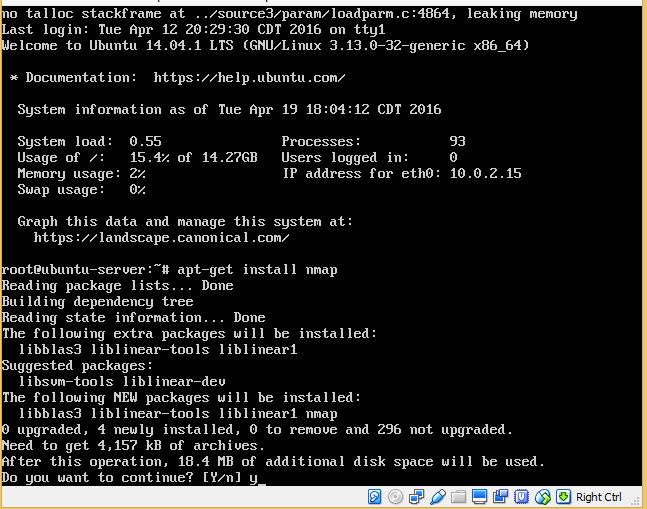 no talloc stackframe at ../source3/param/loadparm.c:4864, leaking memory
Last login: Tue Apr 12 20:29:30 CDT 2016 on tty1
Welcome to Ubuntu 14.04.1 LTS (GNU/Linux 3.13.0-32-generic x86_64)
* Documentation:  https://help.ubuntu.com/
System information as of Tue Apr 19 18:04:12 CDT 2016
System load:  0.55 Processes: 93
Usage of /:   15.4% of 14.27GB Users logged in: 0
Memory usage: 2% IP address for eth0: 10.0.2.15
Swap usage:   0%
Graph this data and manage this system at:
https://landscape.canonical.com/
root@ubuntu-server:~# apt-get install nmap
Reading package lists... Done
Building dependency tree
Reading state information... Done
The following extra packages will be installed:
libblas3 liblinear-tools liblinear1
Suggested packages:
libsvm-tools liblinear-dev
The following NEW packages will be installed:
libblas3 liblinear-tools liblinear1 nmap
0 upgraded, 4 newly installed, 0 to remove and 296 not upgraded.
Need to get 4,157 kB of archives.
After this operation, 18.4 MB of additional disk space will be used.
Do you want to continue? [Y/n] y_
Right Ctrl